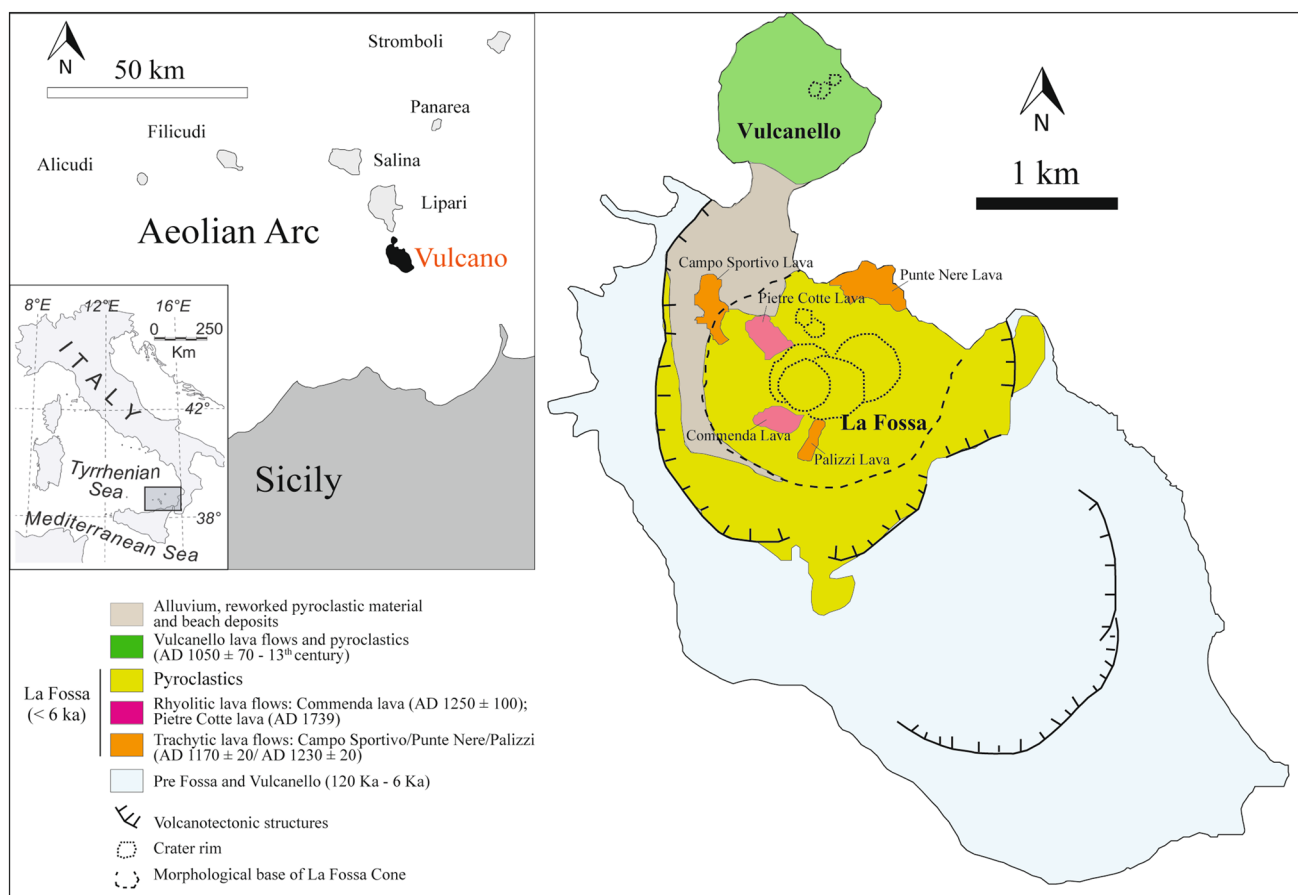 N
50 km
Stromboli
Panarea
Filicudi
Alicudi
Salina
Lipari
Aeolian Arc
Vulcano
8°E 12°E 16°E
0 250
Km
ITALY
42°
Tyrrhenian
Sea
38°
Mediterranean Sea
Sicily
N
1 km
Vulcanello
Campo Sportivo Lava
Punte Nere Lava
Pietre Cotte Lava
La Fossa
Commenda Lava
Palizzi Lava
Alluvium, reworked pyroclastic material
and beach deposits
Vulcanello lava flows and pyroclastics
(AD 1050 ± 70 - 13th century)
La Fossa
(< 6 ka)
Pyroclastics
Rhyolitic lava flows: Commenda lava (AD 1250 ± 100);
Pietre Cotte lava (AD 1739)
Trachytic lava flows: Campo Sportivo/Punte Nere/Palizzi
(AD 1170 ± 20/ AD 1230 ± 20)
Pre Fossa and Vulcanello (120 Ka - 6 Ka)
Volcanotectonic structures
Crater rim
Morphological base of La Fossa Cone